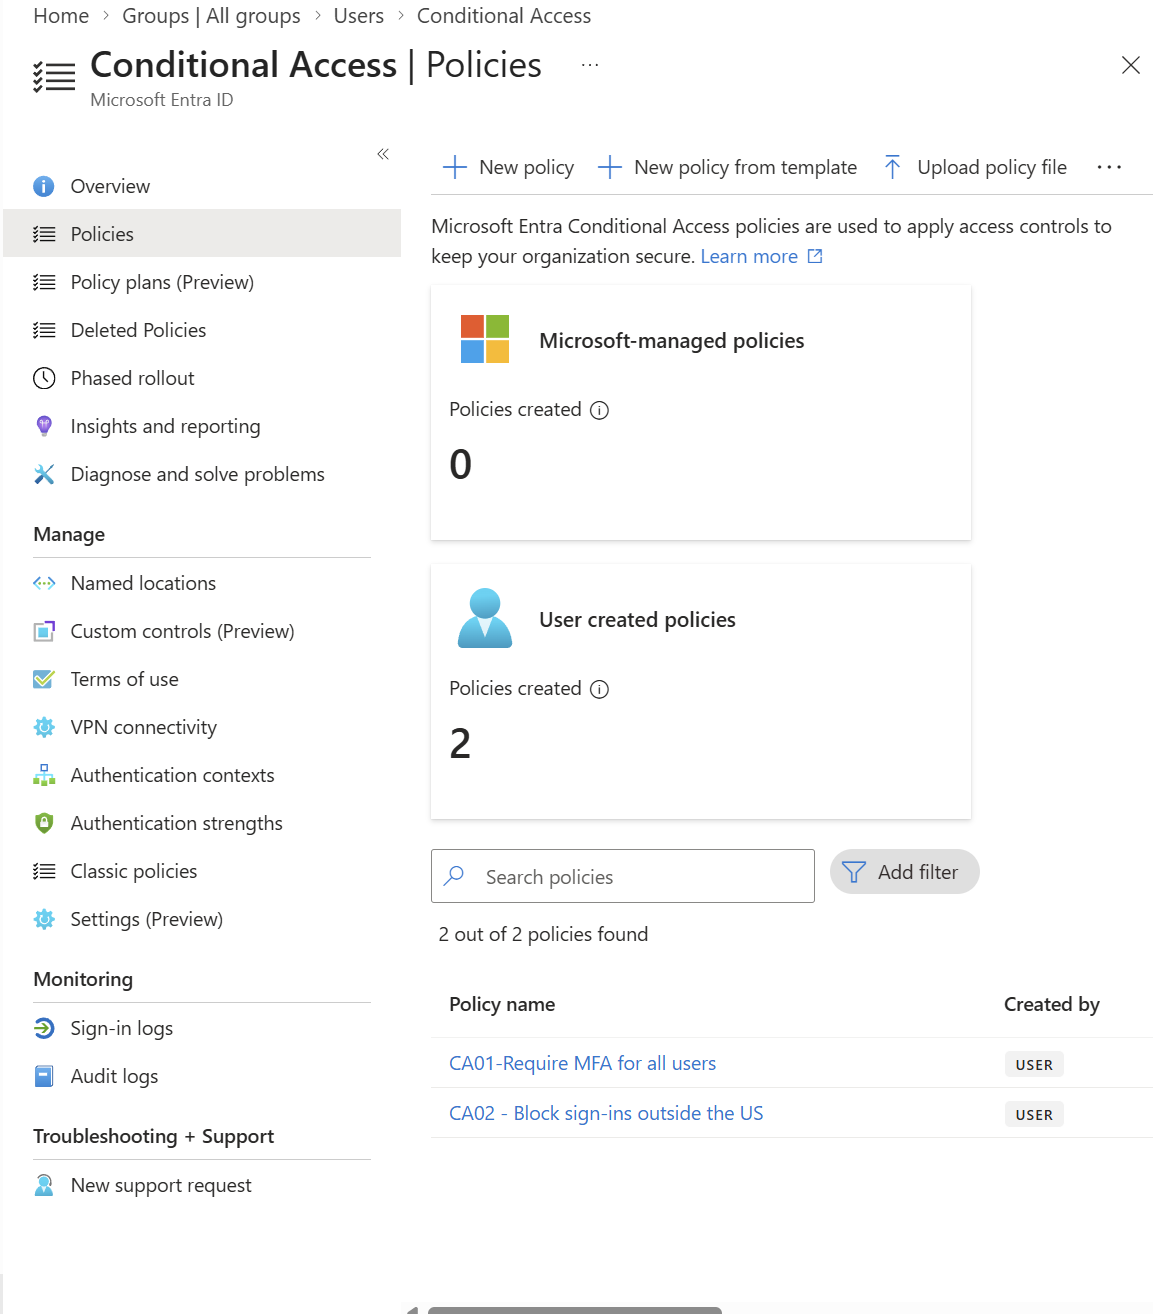 Home > Groups | All groups > Users > Conditional Access
Conditional Access | Policies ...
Microsoft Entra ID
«
Overview
Policies
Policy plans (Preview)
Deleted Policies
Phased rollout
Insights and reporting
Diagnose and solve problems
Manage
Named locations
Custom controls (Preview)
Terms of use
VPN connectivity
Authentication contexts
Authentication strengths
Classic policies
Settings (Preview)
Monitoring
Sign-in logs
Audit logs
Troubleshooting + Support
New support request
+ New policy + New policy from template Upload policy file ...
Microsoft Entra Conditional Access policies are used to apply access controls to
keep your organization secure. Learn more
Microsoft-managed policies
Policies created
0
User created policies
Policies created
2
Search policies
Add filter
2 out of 2 policies found
Policy name Created by
CA01-Require MFA for all users USER
CA02 - Block sign-ins outside the US USER